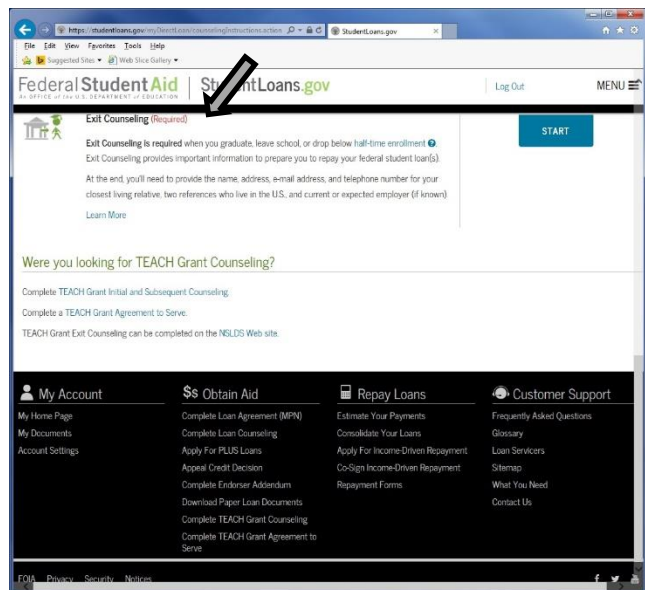 https://studentloans.gov/myDirectLoan/counselingInstructions.action
StudentLoans.gov
File Edit View Favorites Tools Help
Suggested Sites Web Slice Gallery
Federal Student Aid StudentLoans.gov Log Out MENU
An OFFICE of the U.S. DEPARTMENT of EDUCATION
Exit Counseling (Required)
START
Exit Counseling is required when you graduate, leave school, or drop below half-time enrollment.
Exit Counseling provides important information to prepare you to repay your federal student loan(s).
At the end, you'll need to provide the name, address, e-mail address, and telephone number for your
closest living relative, two references who live in the U.S., and current or expected employer (if known)
Learn More
Were you looking for TEACH Grant Counseling?
Complete TEACH Grant Initial and Subsequent Counseling.
Complete a TEACH Grant Agreement to Serve.
TEACH Grant Exit Counseling can be completed on the NSLDS Web site.
My Account
My Home Page
My Documents
Account Settings
$s Obtain Aid
Complete Loan Agreement (MPN)
Complete Loan Counseling
Apply For PLUS Loans
Appeal Credit Decision
Complete Endorser Addendum
Download Paper Loan Documents
Complete TEACH Grant Counseling
Complete TEACH Grant Agreement to
Serve
Repay Loans
Estimate Your Payments
Consolidate Your Loans
Apply For Income-Driven Repayment
Co-Sign Income-Driven Repayment
Repayment Forms
Customer Support
Frequently Asked Questions
Glossary
Loan Servicers
Sitemap
What You Need
Contact Us
FOIA Privacy Security Notices